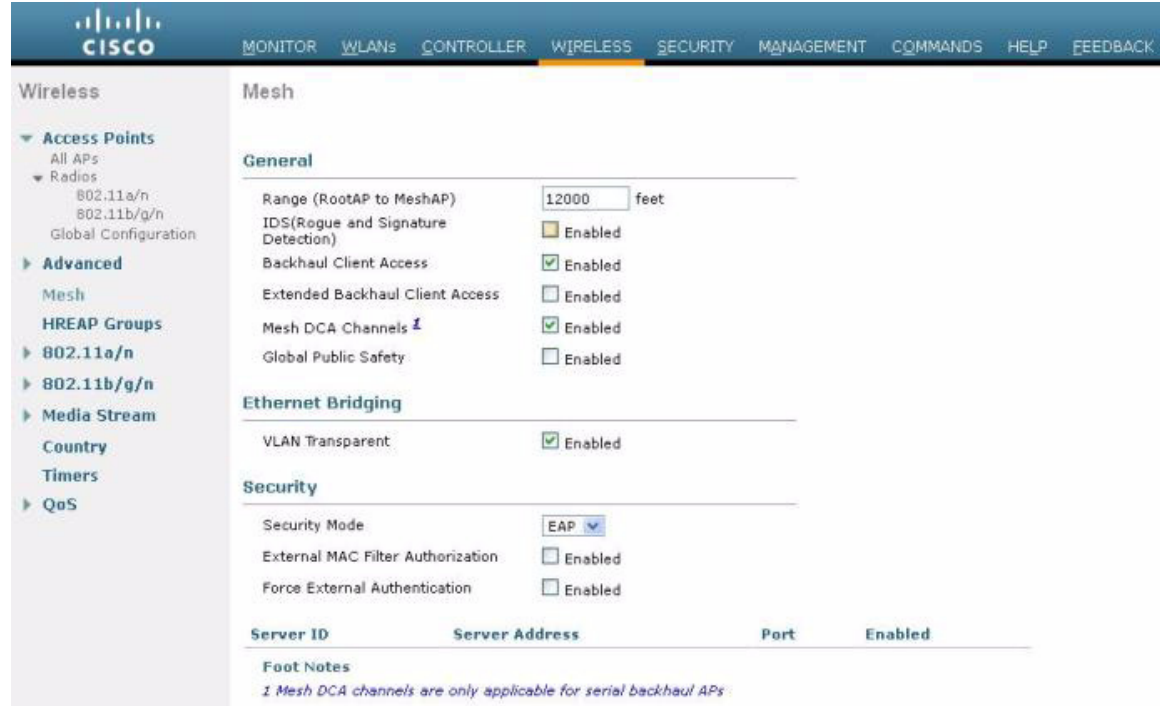 CISCO
MONITOR WLANs CONTROLLER WIRELESS SECURITY MANAGEMENT COMMANDS HELP FEEDBACK
Wireless
Access Points
All APs
Radios
802.11a/n
802.11b/g/n
Global Configuration
Advanced
Mesh
HREAP Groups
802.11a/n
802.11b/g/n
Media Stream
Country
Timers
QoS
Mesh
General
Range (RootAP to MeshAP) 12000 feet
IDS(Rogue and Signature
Detection) Enabled
Backhaul Client Access Enabled
Extended Backhaul Client Access Enabled
Mesh DCA Channels 1 Enabled
Global Public Safety Enabled
Ethernet Bridging
VLAN Transparent Enabled
Security
Security Mode EAP
External MAC Filter Authorization Enabled
Force External Authentication Enabled
Server ID Server Address Port Enabled
Foot Notes
1 Mesh DCA channels are only applicable for serial backhaul APs